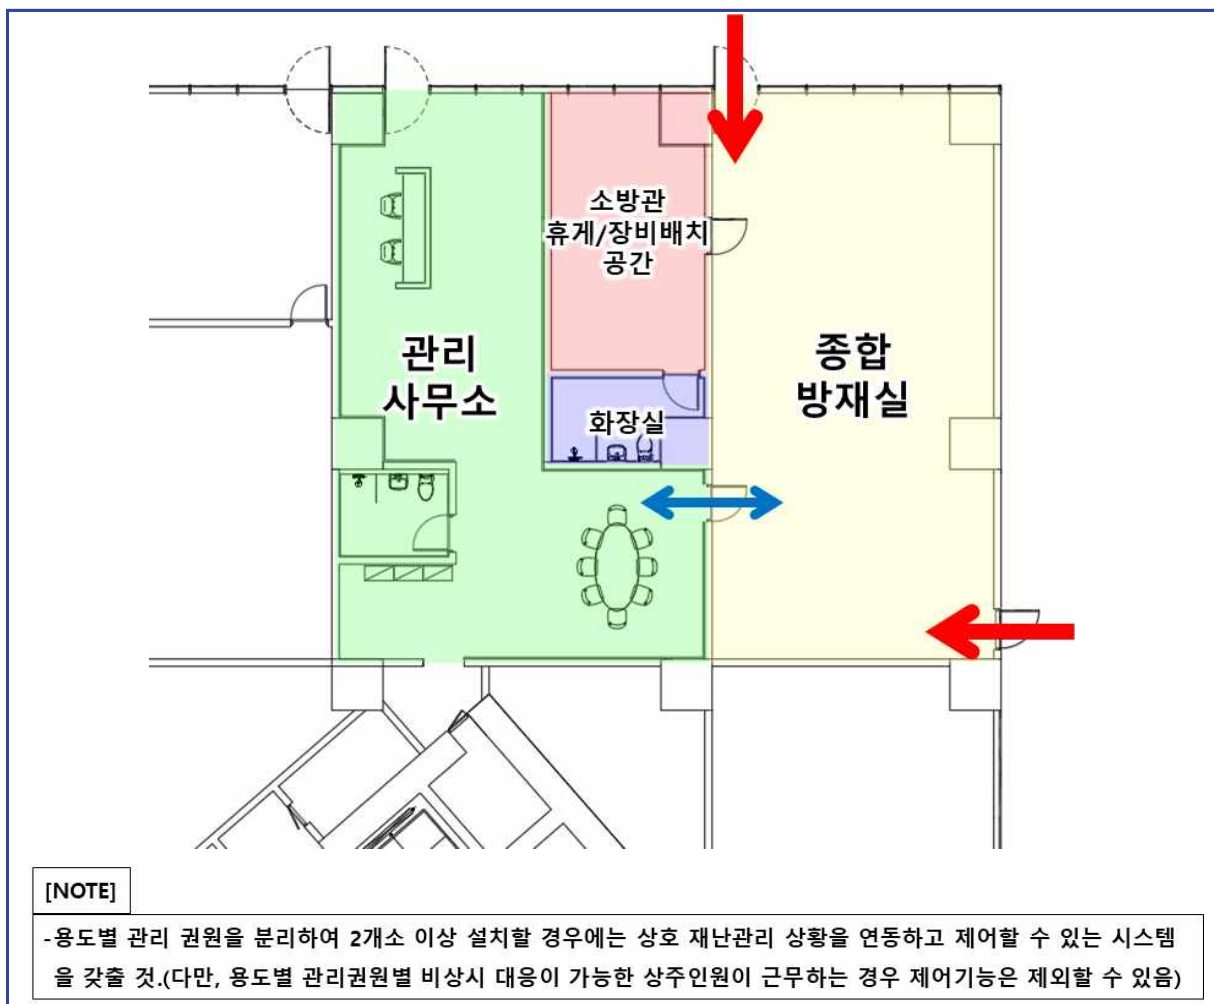 소방관
휴게/장비배치
공간
관리
사무소
종합
방재실
화장실
[NOTE]
-용도별 관리 권원을 분리하여 2개소 이상 설치할 경우에는 상호 재난관리 상황을 연동하고 제어할 수 있는 시스템
을 갖출 것.(다만, 용도별 관리권원별 비상시 대응이 가능한 상주인원이 근무하는 경우 제어기능은 제외할 수 있음)